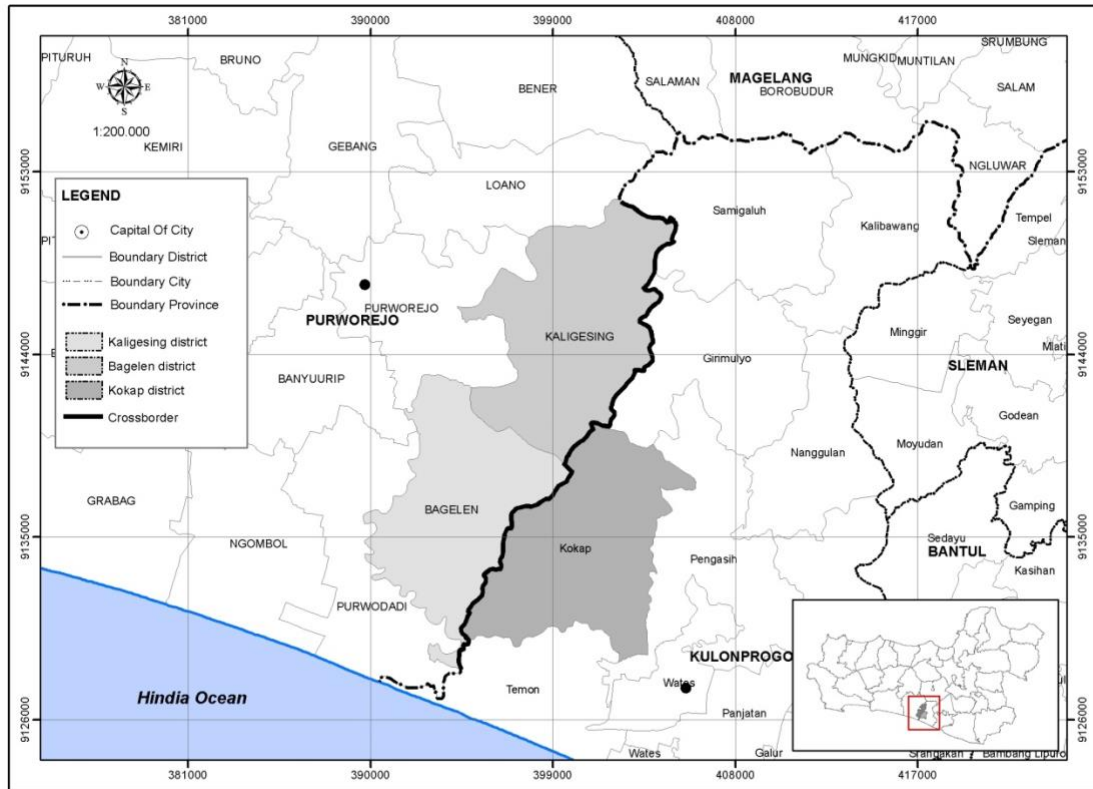 381000 390000 399000 408000 417000
PITURUH
BRUNO
BENER
SALAMAN
MAGELANG
BOROBUDUR
MUNGKID
MUNTILAN
SRUMBUNG
SALAM
N
W E
S
1:200.000
KEMIRI
GEBANG
LOANO
NGLUWAR
9153000
9153000
LEGEND
Capital Of City
Boundary District
Boundary City
Boundary Province
Kaligesing district
Bagelen district
Kokap district
Crossborder
Samigaluh
Kalibawang
Tempel
Sleman
PURWOREJO
PURWOREJO
KALIGESING
Girimulyo
Minggir
Seyegan
Mlati
9144000
9144000
BANYUURIP
SLEMAN
Godean
Moyudan
Nanggulan
GRABAG
BAGELEN
Gamping
9135000
9135000
NGOMBOL
Kokap
Pengasih
Sedayu
BANTUL
Kasihan
PURWODADI
KULONPROGO
Hindia Ocean
Temon
Wates
Panjatan
9126000
9126000
Wates
Galur
Srangakan
Bambang Lipuro
381000 390000 399000 408000 417000